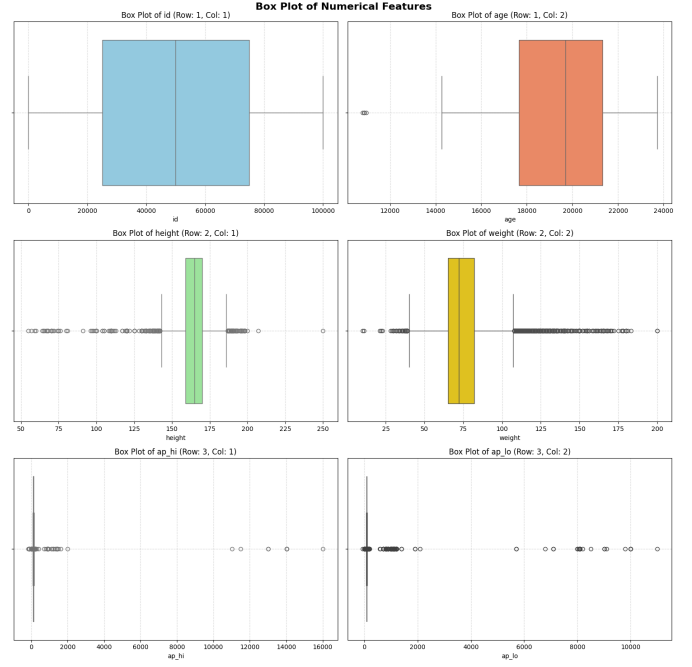 Box Plot of Numerical Features
Box Plot of id (Row: 1, Col: 1)
0 20000 40000 60000 80000 100000
id
Box Plot of age (Row: 1, Col: 2)
12000 14000 16000 18000 20000 22000 24000
age
Box Plot of height (Row: 2, Col: 1)
50 75 100 125 150 175 200 225 250
height
Box Plot of weight (Row: 2, Col: 2)
25 50 75 100 125 150 175 200
weight
Box Plot of ap_hi (Row: 3, Col: 1)
0 2000 4000 6000 8000 10000 12000 14000 16000
ap_hi
Box Plot of ap_lo (Row: 3, Col: 2)
0 2000 4000 6000 8000 10000
ap_lo